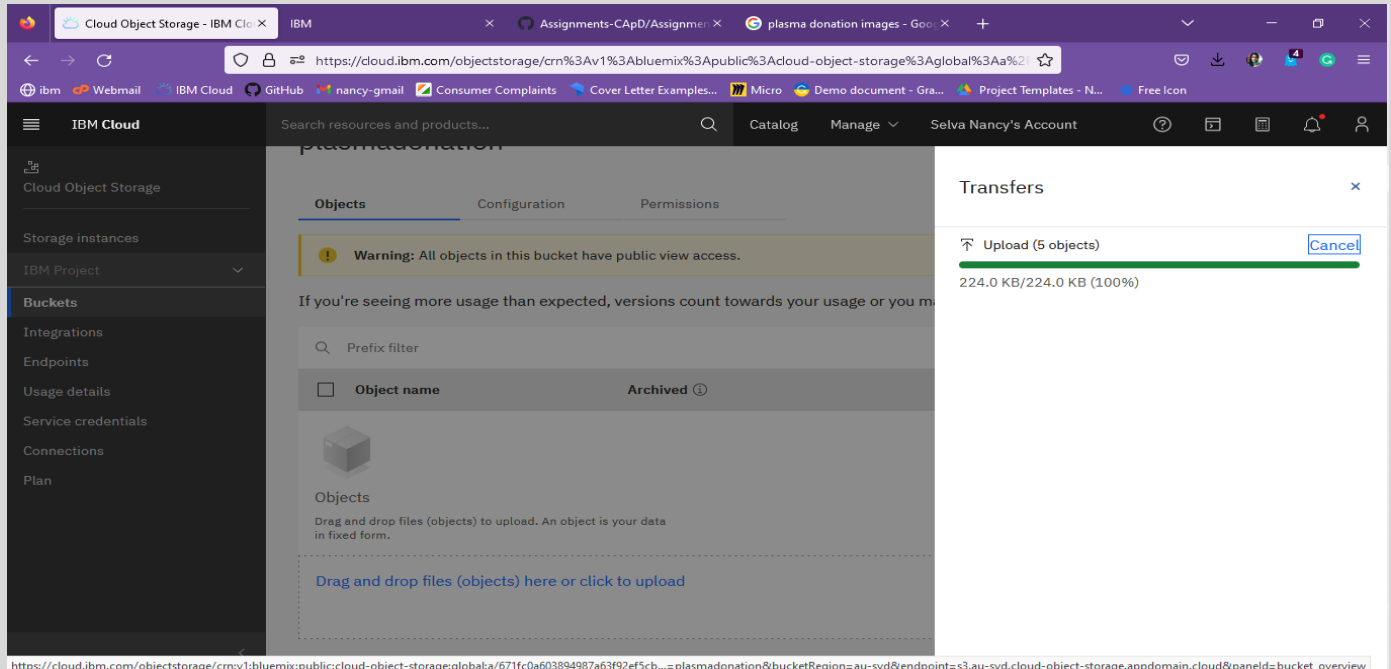 Cloud Object Storage - IBM Clo
IBM
Assignments-CApD/Assignmen
plasma donation images - Goog
https://cloud.ibm.com/objectstorage/crn%3Av1%3Abluemix%3Apublic%3Acloud-object-storage%3Aglobal%3Aa%2F
4
ibm
Webmail
IBM Cloud
GitHub
nancy-gmail
Consumer Complaints
Cover Letter Examples...
Micro
Demo document - Gra...
Project Templates - N...
Free Icon
IBM Cloud
Search resources and products...
Catalog
Manage
Selva Nancy's Account
Cloud Object Storage
Storage instances
IBM Project
Buckets
Integrations
Endpoints
Usage details
Service credentials
Connections
Plan
plasmadonation
Objects
Configuration
Permissions
Warning: All objects in this bucket have public view access.
If you're seeing more usage than expected, versions count towards your usage or you ma
Prefix filter
Object name
Archived
Objects
Drag and drop files (objects) to upload. An object is your data
in fixed form.
Drag and drop files (objects) here or click to upload
Transfers
Upload (5 objects)
Cancel
224.0 KB/224.0 KB (100%)
https://cloud.ibm.com/objectstorage/crn:v1:bluemix:public:cloud-object-storage:global:a/671fc0a603894987a63f92ef5cb...=plasmadonation&bucketRegion=au-syd&endpoint=s3.au-syd.cloud-object-storage.appdomain.cloud&paneId=bucket_overview